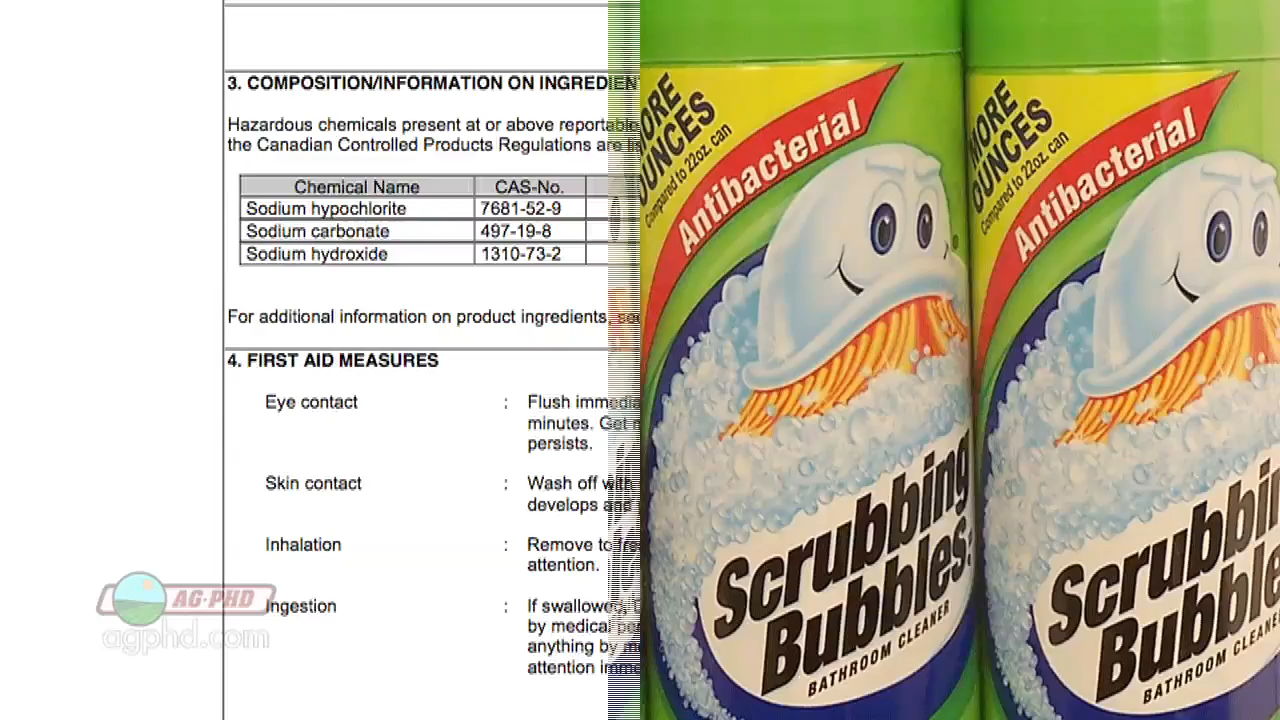 3. COMPOSITION/INFORMATION ON
Hazardous chemicals present at or above
the Canadian Controlled Products Regulations are
Chemical Name CAS-No.
Sodium hypochlorite 7681-52-9
Sodium carbonate 497-19-8
Sodium hydroxide 1310-73-2
For additional information on product ingredients,
4. FIRST AID MEASURES
Eye contact : Flush
minutes. Get
persists.
Skin contact : Wash off with
develops and
Inhalation : Remove to
attention.
Ingestion : If swallowed,
by medical
anything by
attention
AG·PHD
agphd.com
MORE
OUNCES
Compared to 22oz. can
Antibacterial
Scrubbing
Bubbles
BATHROOM CLEANER
MORE
OUNCES
Compared to 22oz. can
Antibacterial
Scrubbin
Bubble
BATHROOM CLEANE